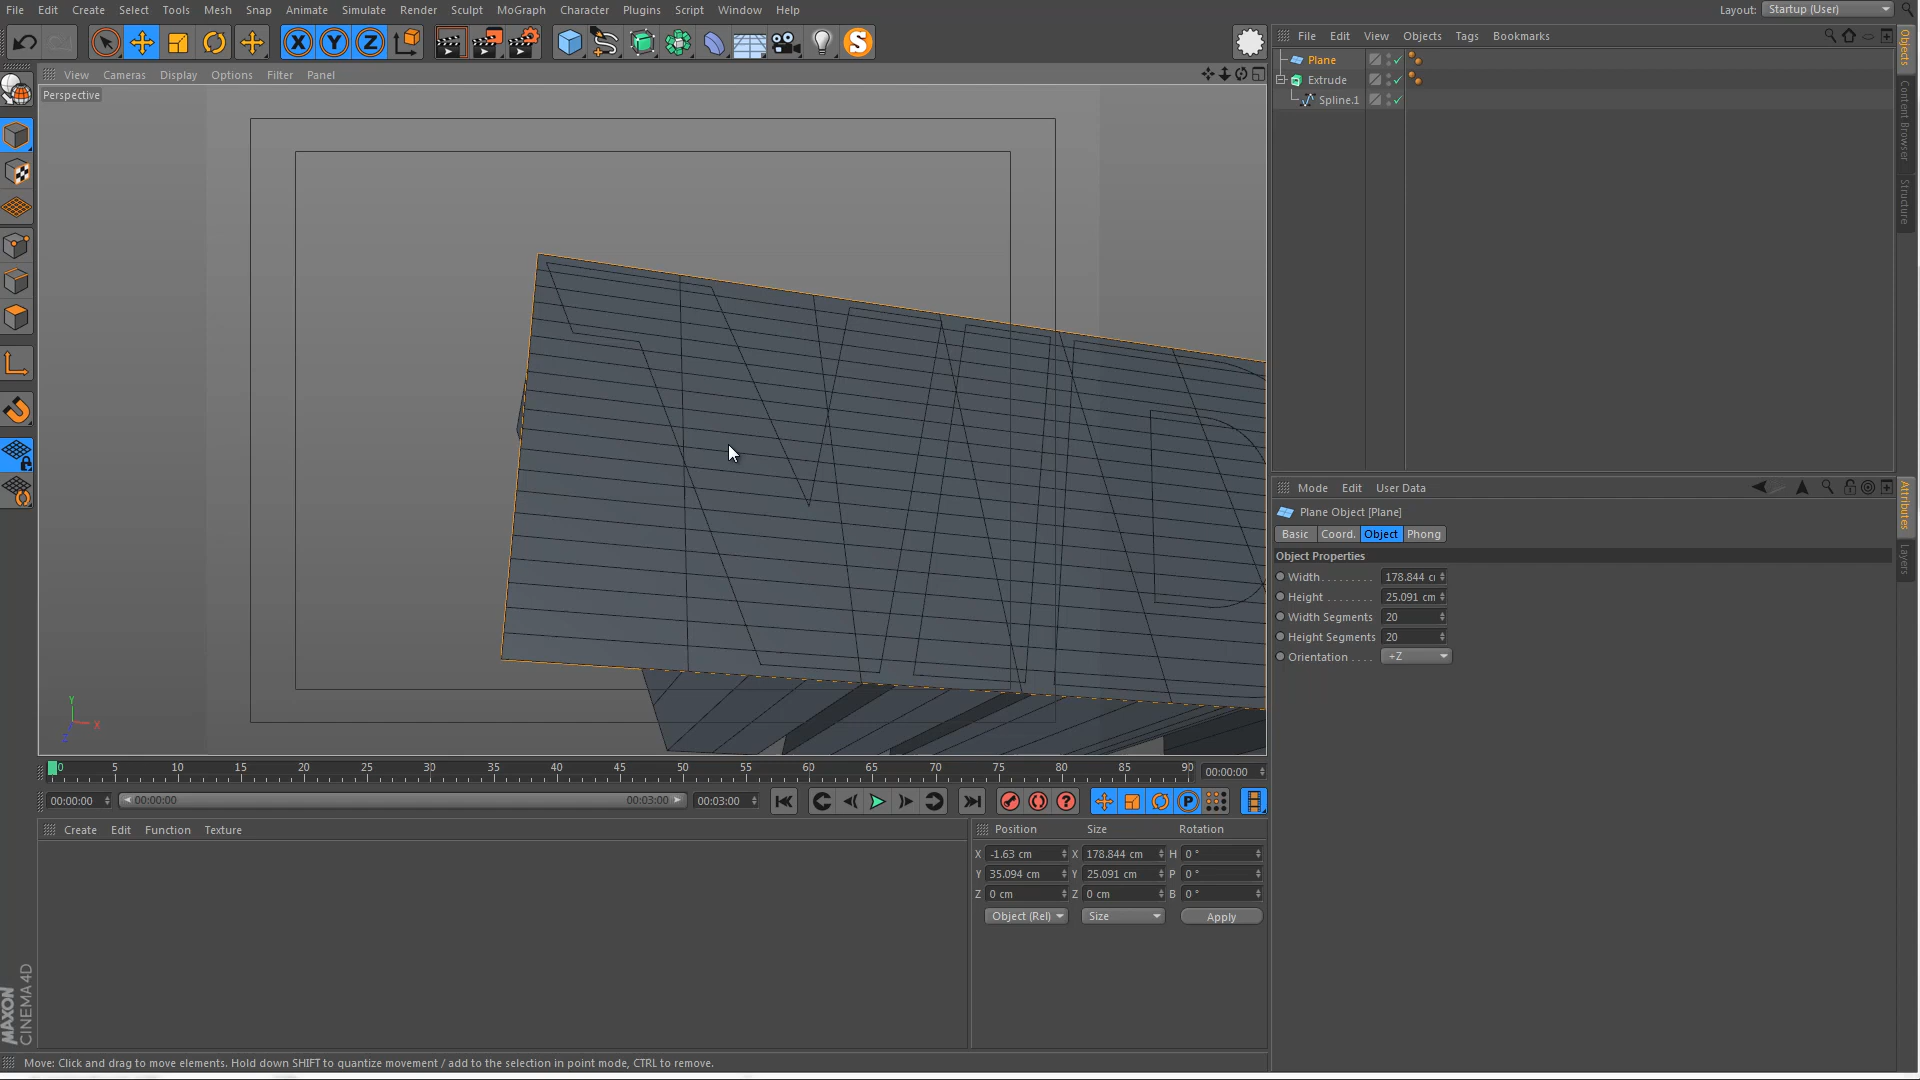 File Edit Create Select Tools Mesh Snap Animate Simulate Render Sculpt MoGraph Character Plugins Script Window Help Layout: Startup (User)
X Y Z S
File Edit View Objects Tags Bookmarks
View Cameras Display Options Filter Panel
Perspective
Plane
Extrude
Spline.1
Objects
Content Browser
Structure
Mode Edit User Data
Plane Object [Plane]
Basic Coord. Object Phong
Object Properties
Width 178.844 c
Height 25.091 cm
Width Segments 20
Height Segments 20
Orientation +Z
Attributes
Layers
Y
X
Z
0 5 10 15 20 25 30 35 40 45 50 55 60 65 70 75 80 85 90 00:00:00
00:00:00 00:00:00 00:03:00 00:03:00 P
Create Edit Function Texture
Position Size Rotation
X -1.63 cm X 178.844 cm H 0 °
Y 35.094 cm Y 25.091 cm P 0 °
Z 0 cm Z 0 cm B 0 °
Object (Rel) Size Apply
MAXON
CINEMA 4D
Move: Click and drag to move elements. Hold down SHIFT to quantize movement / add to the selection in point mode, CTRL to remove.